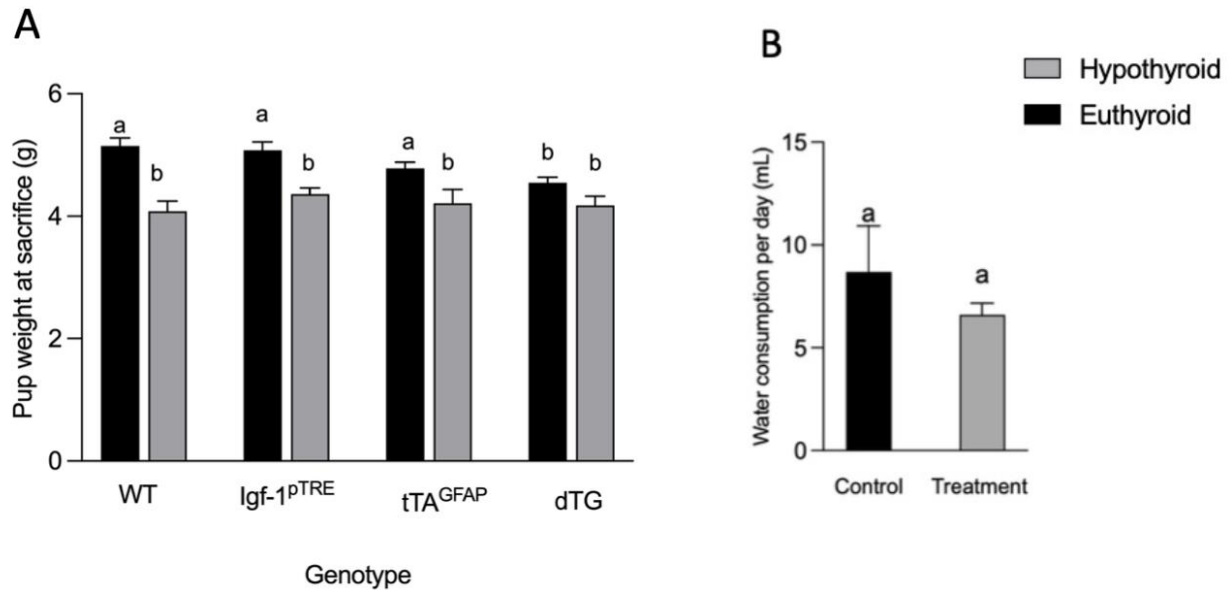 A
Pup weight at sacrifice (g)
6
4
2
0
a
b
a
b
a
b
b
b
WT
Igf-1pTRE
tTAGFAP
dTG
Genotype
B
Hypothyroid
Euthyroid
Water consumption per day (mL)
15
10
5
0
a
a
Control
Treatment